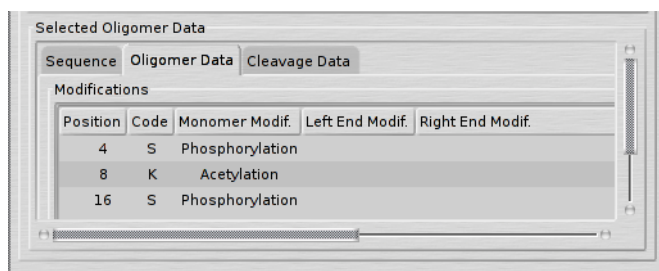 Selected Oligomer Data
Sequence Oligomer Data Cleavage Data
Modifications
Position Code Monomer Modif. Left End Modif. Right End Modif.
4 S Phosphorylation
8 K Acetylation
16 S Phosphorylation